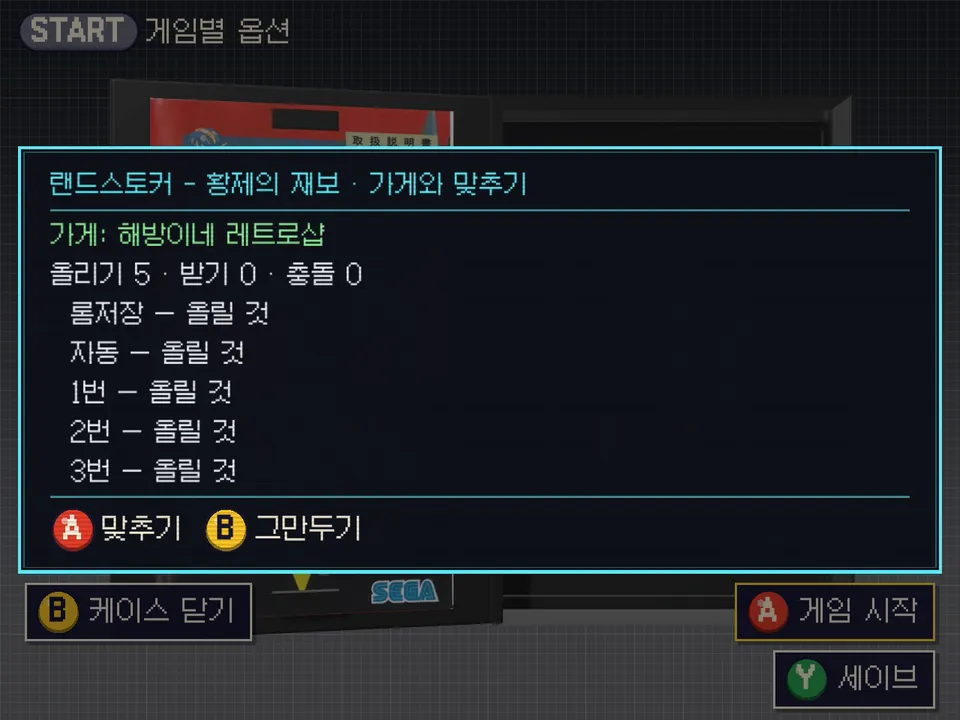 START 게임별 옵션
取扱説明書
랜드스토커 - 황제의 재보 · 가게와 맞추기
가게: 해방이네 레트로샵
올리기 5 · 받기 0 · 충돌 0
롬저장 — 올릴 것
자동 — 올릴 것
1번 — 올릴 것
2번 — 올릴 것
3번 — 올릴 것
A 맞추기 B 그만두기
SEGA
B 케이스 닫기
A 게임 시작
Y 세이브